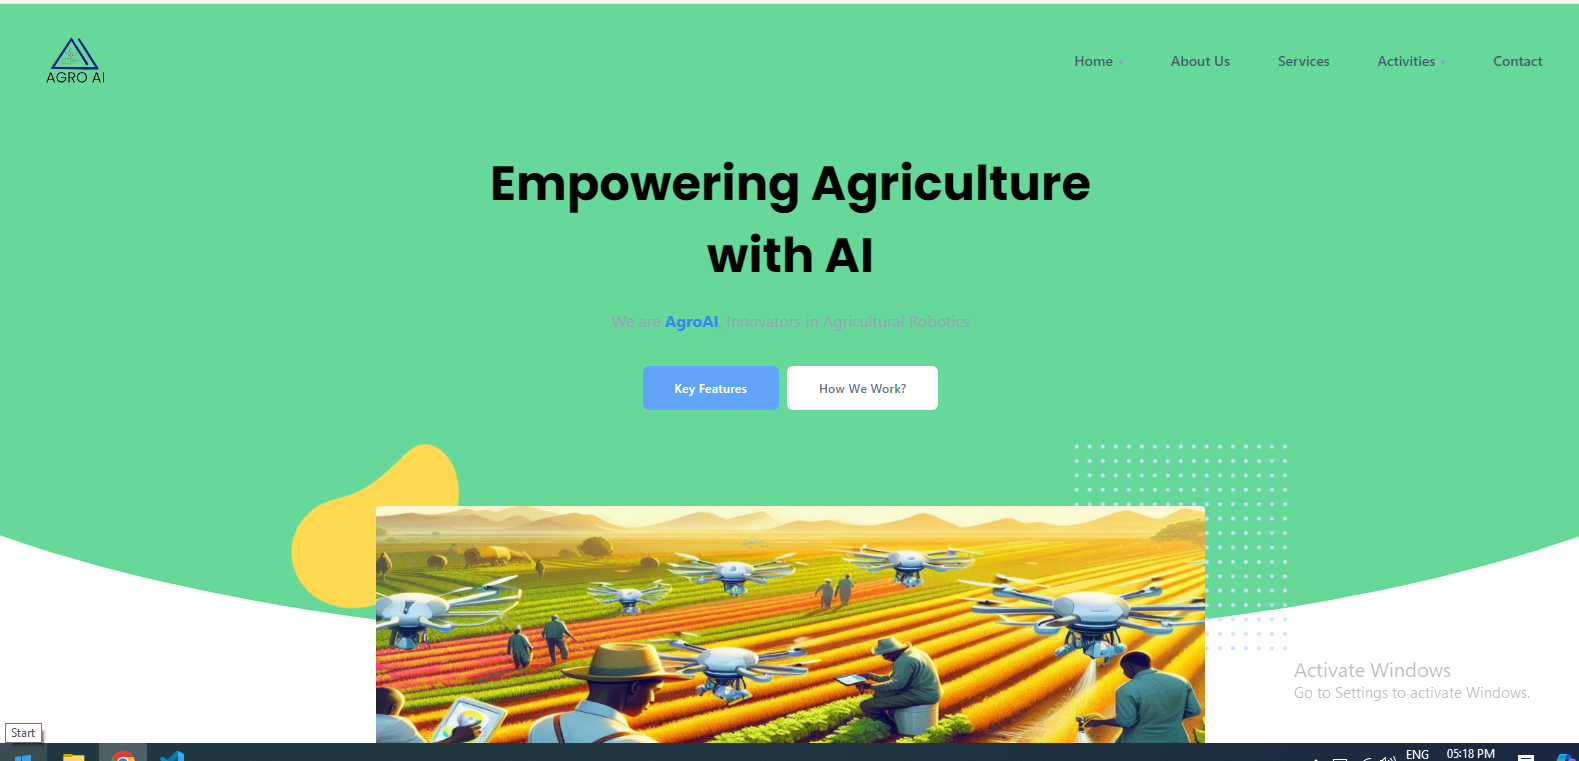 AGRO AI
Home
About Us
Services
Activities
Contact
Empowering Agriculture
with AI
We are AgroAI, Innovators in Agricultural Robotics
Key Features
How We Work?
Activate Windows
Go to Settings to activate Windows.
Start
ENG
05:18 PM